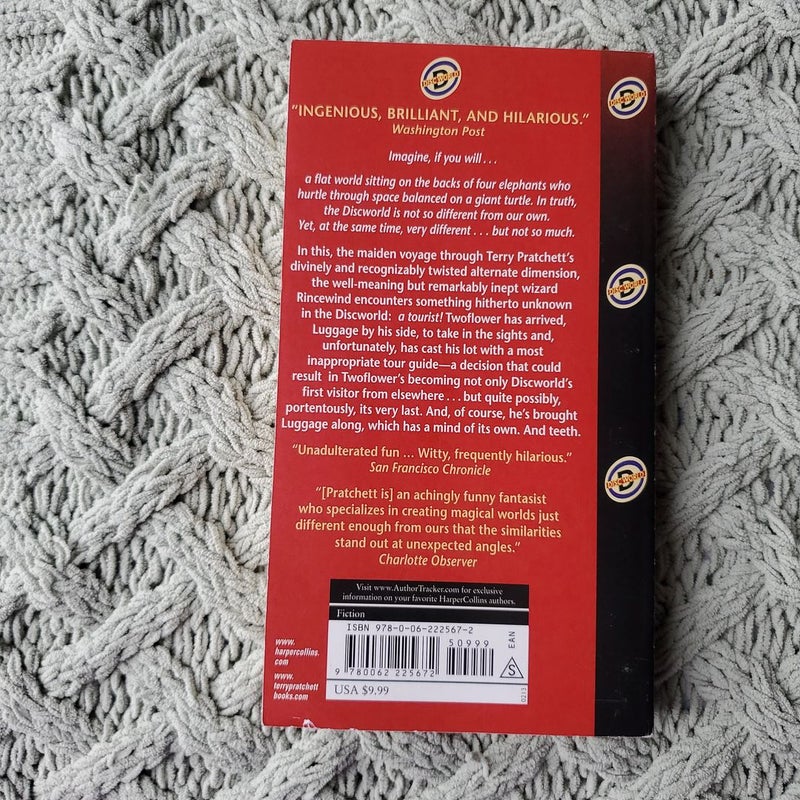 DISCWORLD
D
"INGENIOUS, BRILLIANT, AND HILARIOUS."
Washington Post
Imagine, if you will . . .
a flat world sitting on the backs of four elephants who
hurtle through space balanced on a giant turtle. In truth,
the Discworld is not so different from our own.
Yet, at the same time, very different . . . but not so much.
In this, the maiden voyage through Terry Pratchett's
divinely and recognizably twisted alternate dimension,
the well-meaning but remarkably inept wizard
Rincewind encounters something hitherto unknown
in the Discworld: a tourist! Twoflower has arrived,
Luggage by his side, to take in the sights and,
unfortunately, has cast his lot with a most
inappropriate tour guide—a decision that could
result in Twoflower's becoming not only Discworld's
first visitor from elsewhere . . . but quite possibly,
portentously, its very last. And, of course, he's brought
Luggage along, which has a mind of its own. And teeth.
"Unadulterated fun ... Witty, frequently hilarious."
San Francisco Chronicle
"[Pratchett is] an achingly funny fantasist
who specializes in creating magical worlds just
different enough from ours that the similarities
stand out at unexpected angles."
Charlotte Observer
Visit www.AuthorTracker.com for exclusive
information on your favorite HarperCollins authors.
Fiction
ISBN 978-0-06-222567-2
50999
EAN
9 780062 225672
S
USA $9.99
0213
www.
harpercollins.
com
www.
terrypratchett
books.com
DISCWORLD
D
DISCWORLD
D
DISCWORLD
D